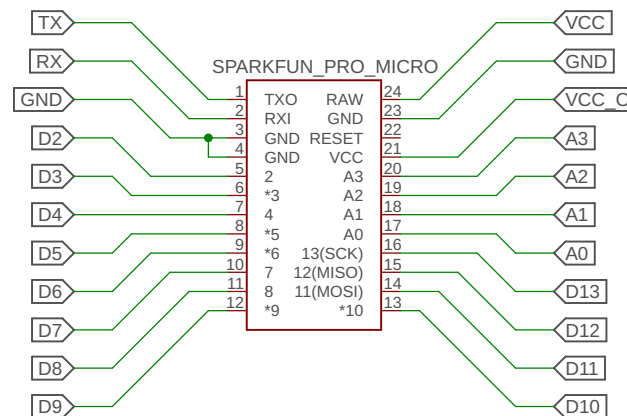 TX
VCC
RX
SPARKFUN_PRO_MICRO
GND
GND
1 TXO RAW 24
VCC_O
2 RXI GND 23
D2
3 GND RESET 22
A3
4 GND VCC 21
D3
5 2 A3 20
A2
6 *3 A2 19
D4
7 4 A1 18
A1
8 *5 A0 17
D5
9 *6 13(SCK) 16
A0
D6
10 7 12(MISO) 15
D13
11 8 11(MOSI) 14
D7
12 *9 *10 13
D12
D8
D11
D9
D10